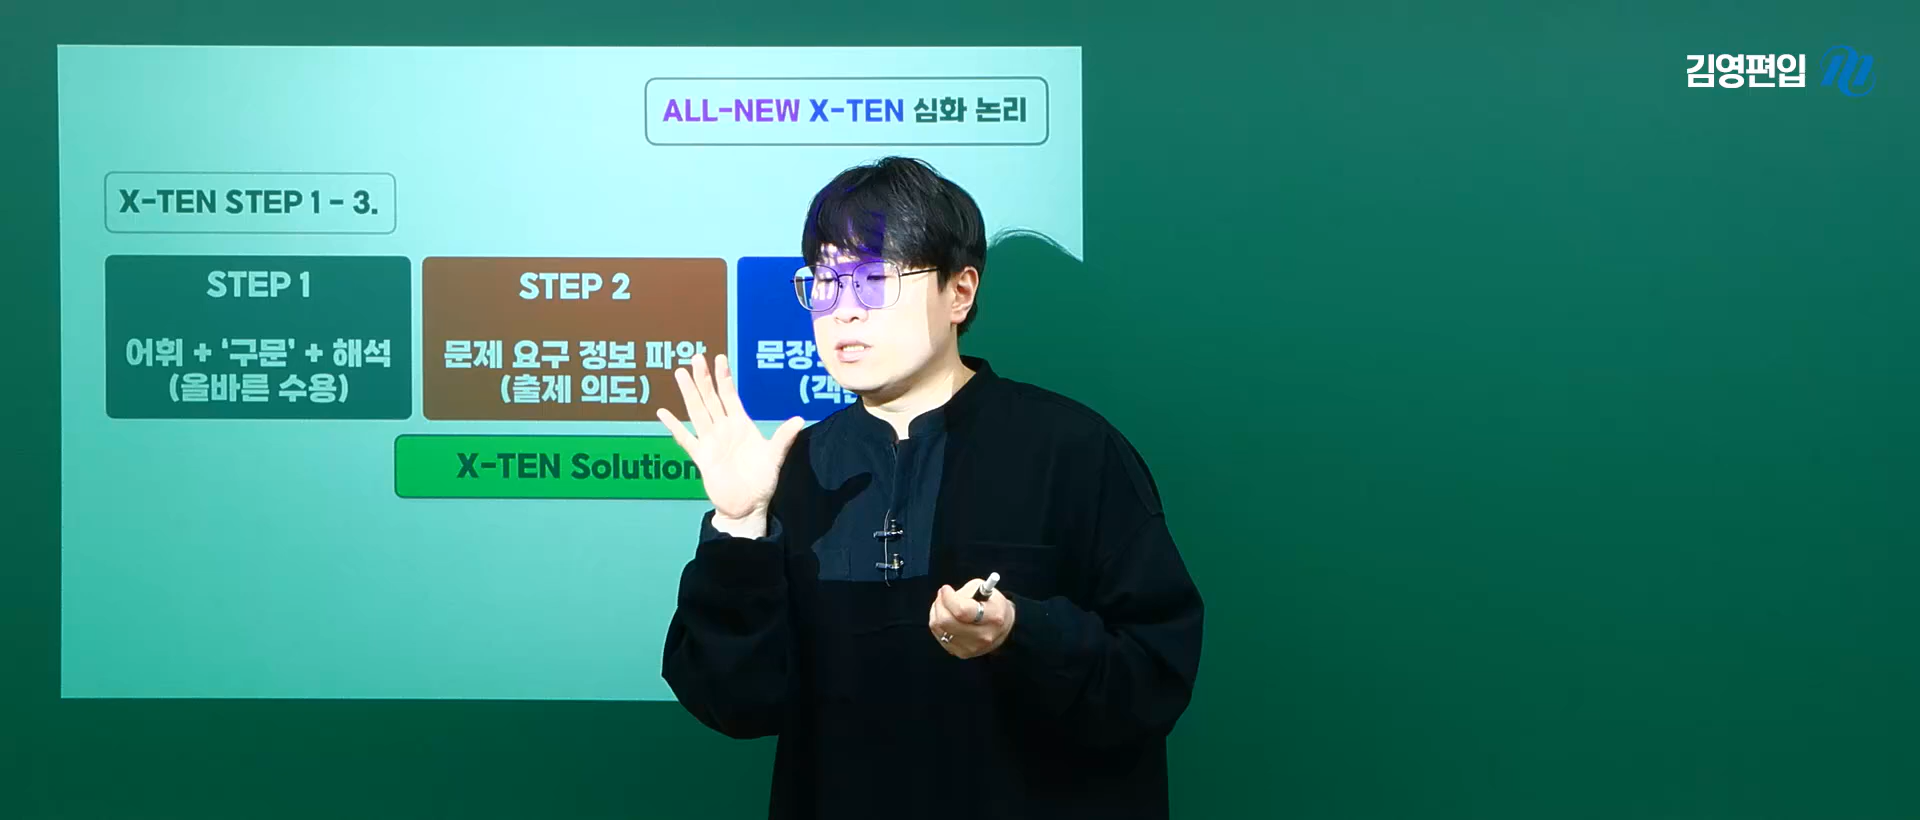 김영편입
ALL-NEW X-TEN 심화 논리
X-TEN STEP 1 - 3.
STEP 1
어휘 + '구문' + 해석
(올바른 수용)
STEP 2
문제 요구 정보 파악
(출제 의도)
X-TEN Solution